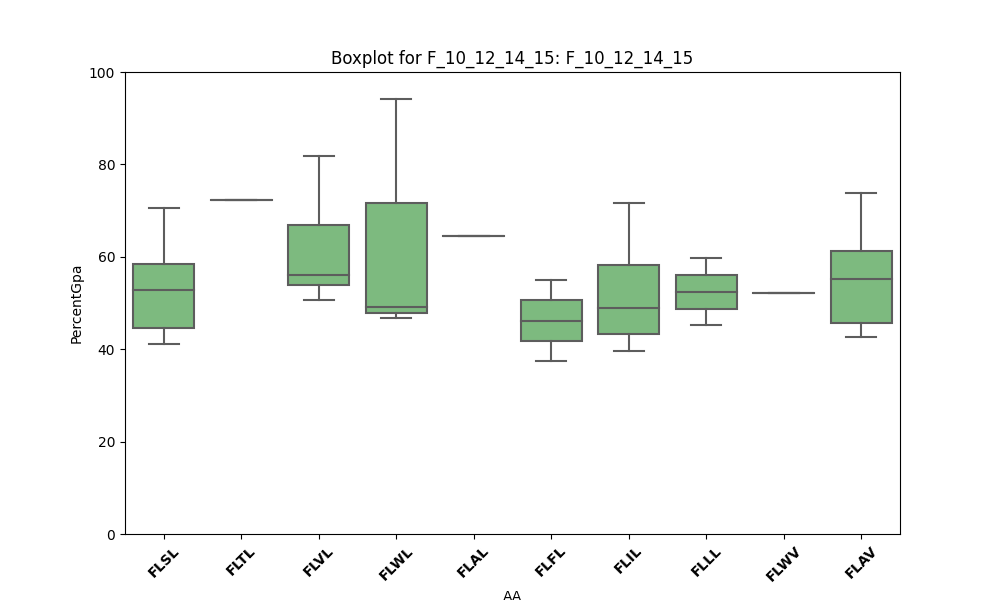 Boxplot for F_10_12_14_15: F_10_12_14_15
100
80
60
40
20
0
PercentGpa
FLSL
FLTL
FLVL
FLWL
FLAL
FLFL
FLIL
FLLL
FLWV
FLAV
AA